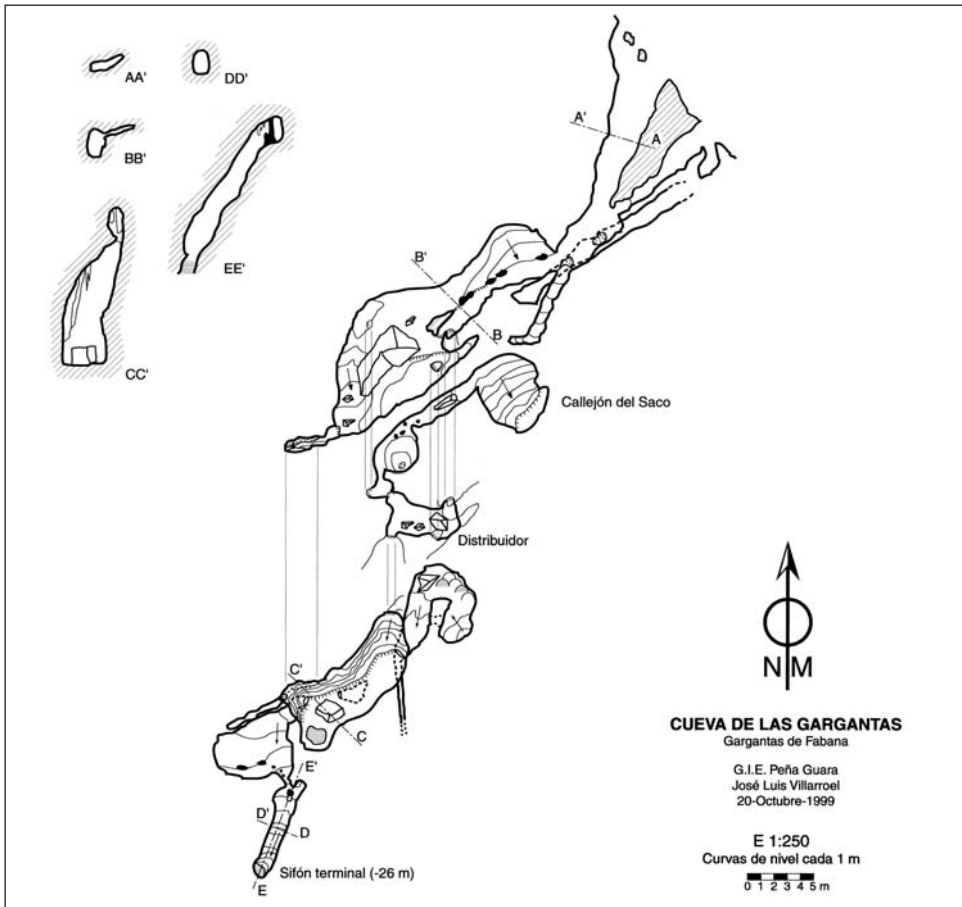 AA'
DD'
BB'
EE'
CC'
A'
A
B'
B
Callejón del Saco
Distribuidor
C'
C
E'
D'
D
E
Sifón terminal (-26 m)
N M
CUEVA DE LAS GARGANTAS
Gargantas de Fabana
G.I.E. Peña Guara
José Luis Villarroel
20-Octubre-1999
E 1:250
Curvas de nivel cada 1 m
0 1 2 3 4 5 m